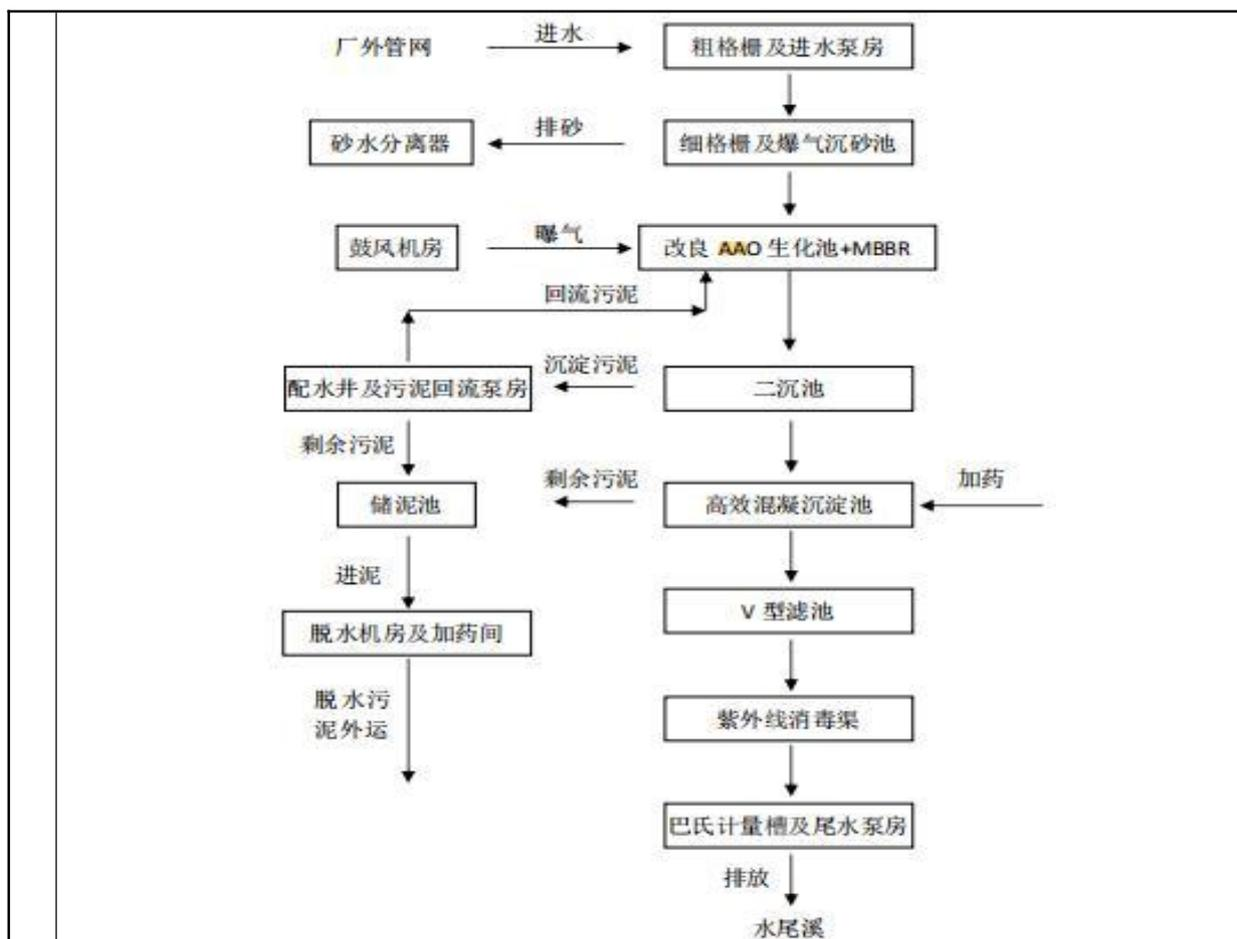 厂外管网
进水
粗格栅及进水泵房
砂水分离器
排砂
细格栅及爆气沉砂池
鼓风机房
曝气
改良 AAO 生化池+MBBR
回流污泥
配水井及污泥回流泵房
沉淀污泥
二沉池
剩余污泥
储泥池
剩余污泥
高效混凝沉淀池
加药
进泥
V 型滤池
脱水机房及加药间
脱水污
泥外运
紫外线消毒渠
巴氏计量槽及尾水泵房
排放
水尾溪